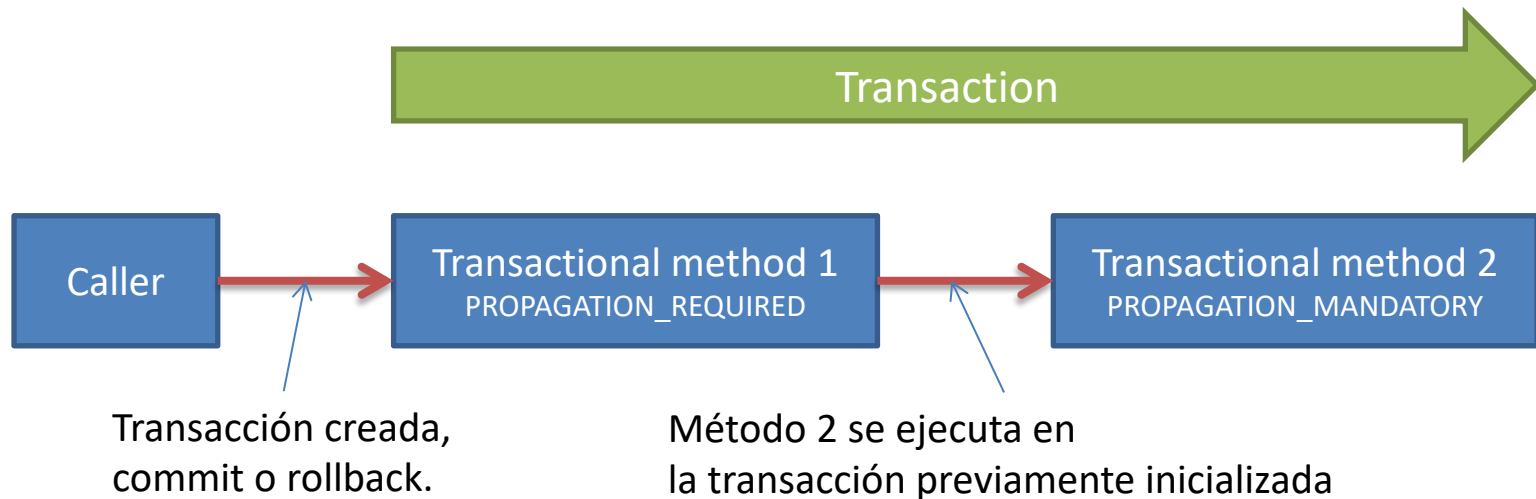 Transaction
Caller
Transactional method 1
PROPAGATION_REQUIRED
Transactional method 2
PROPAGATION_MANDATORY
Transacción creada,
commit o rollback.
Método 2 se ejecuta en
la transacción previamente inicializada